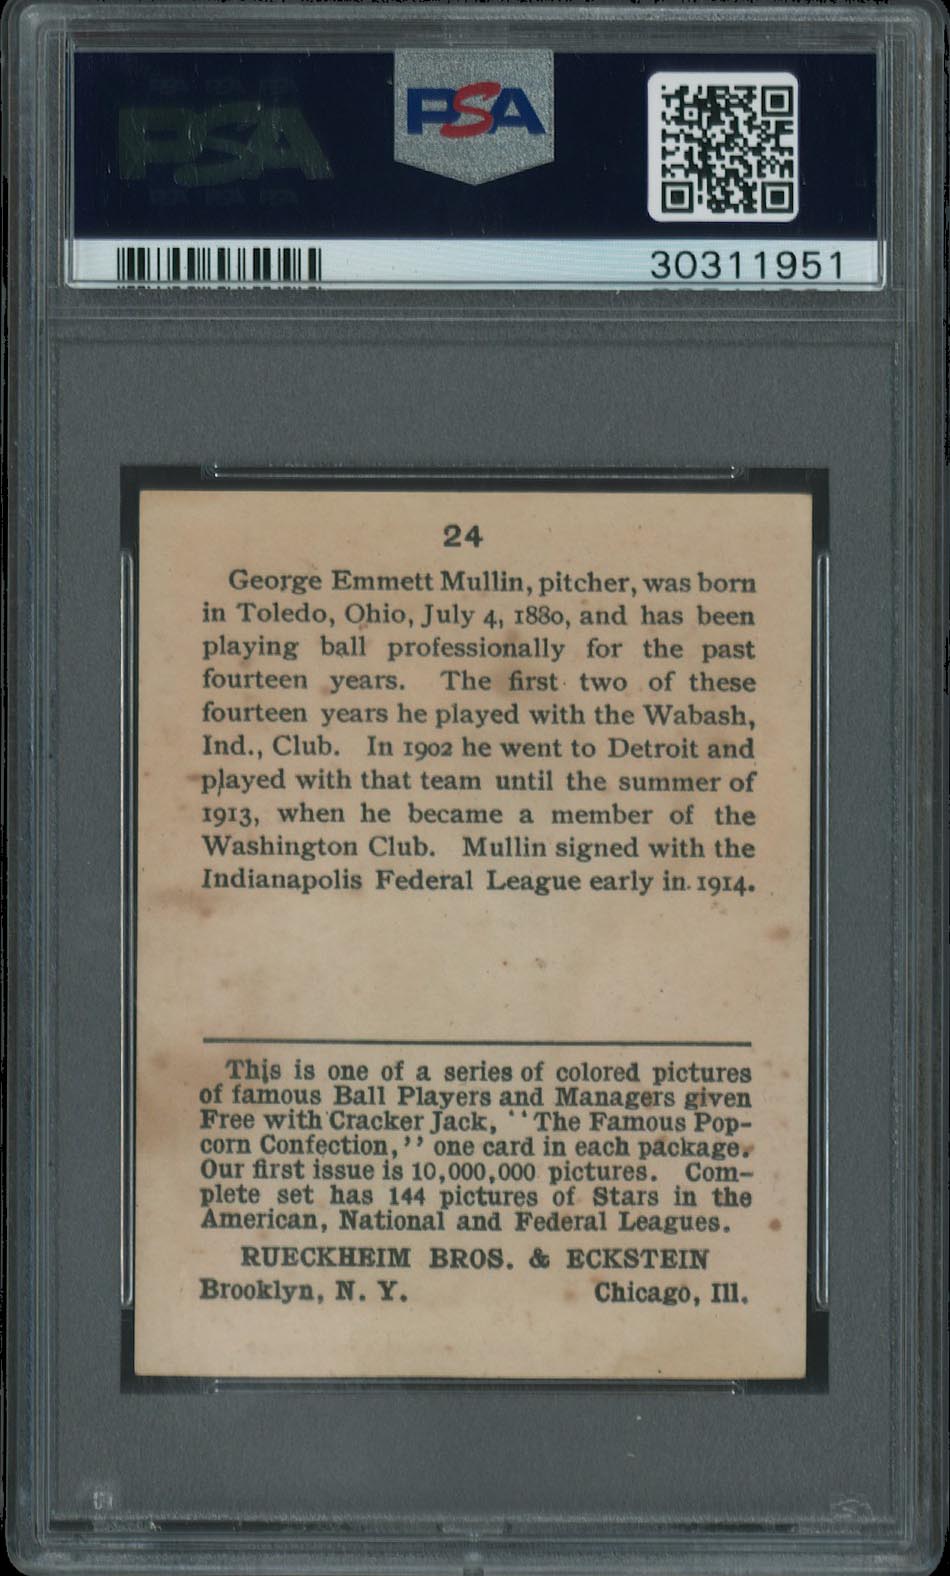 PSA
PSA
30311951
24
George Emmett Mullin, pitcher, was born
in Toledo, Ohio, July 4, 1880, and has been
playing ball professionally for the past
fourteen years. The first two of these
fourteen years he played with the Wabash,
Ind., Club. In 1902 he went to Detroit and
played with that team until the summer of
1913, when he became a member of the
Washington Club. Mullin signed with the
Indianapolis Federal League early in 1914.
This is one of a series of colored pictures
of famous Ball Players and Managers given
Free with Cracker Jack, "The Famous Pop-
corn Confection," one card in each package.
Our first issue is 10,000,000 pictures. Com-
plete set has 144 pictures of Stars in the
American, National and Federal Leagues.
RUECKHEIM BROS. & ECKSTEIN
Brooklyn, N. Y. Chicago, Ill.